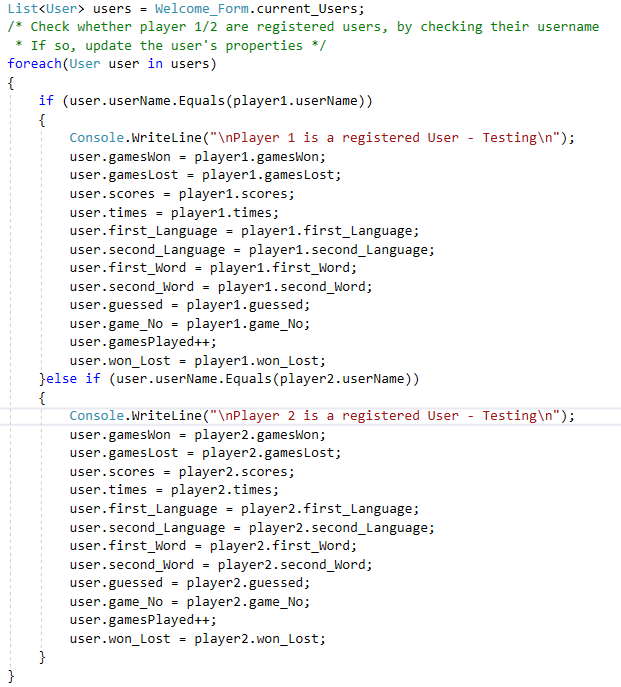 List<User> users = Welcome_Form.current_Users;
/* Check whether player 1/2 are registered users, by checking their username
 * If so, update the user's properties */
foreach(User user in users)
{
    if (user.userName.Equals(player1.userName))
    {
        Console.WriteLine("\nPlayer 1 is a registered User - Testing\n");
        user.gamesWon = player1.gamesWon;
        user.gamesLost = player1.gamesLost;
        user.scores = player1.scores;
        user.times = player1.times;
        user.first_Language = player1.first_Language;
        user.second_Language = player1.second_Language;
        user.first_Word = player1.first_Word;
        user.second_Word = player1.second_Word;
        user.guessed = player1.guessed;
        user.game_No = player1.game_No;
        user.gamesPlayed++;
        user.won_Lost = player1.won_Lost;
    }else if (user.userName.Equals(player2.userName))
    {
        Console.WriteLine("\nPlayer 2 is a registered User - Testing\n");
        user.gamesWon = player2.gamesWon;
        user.gamesLost = player2.gamesLost;
        user.scores = player2.scores;
        user.times = player2.times;
        user.first_Language = player2.first_Language;
        user.second_Language = player2.second_Language;
        user.first_Word = player2.first_Word;
        user.second_Word = player2.second_Word;
        user.guessed = player2.guessed;
        user.game_No = player2.game_No;
        user.gamesPlayed++;
        user.won_Lost = player2.won_Lost;
    }
}